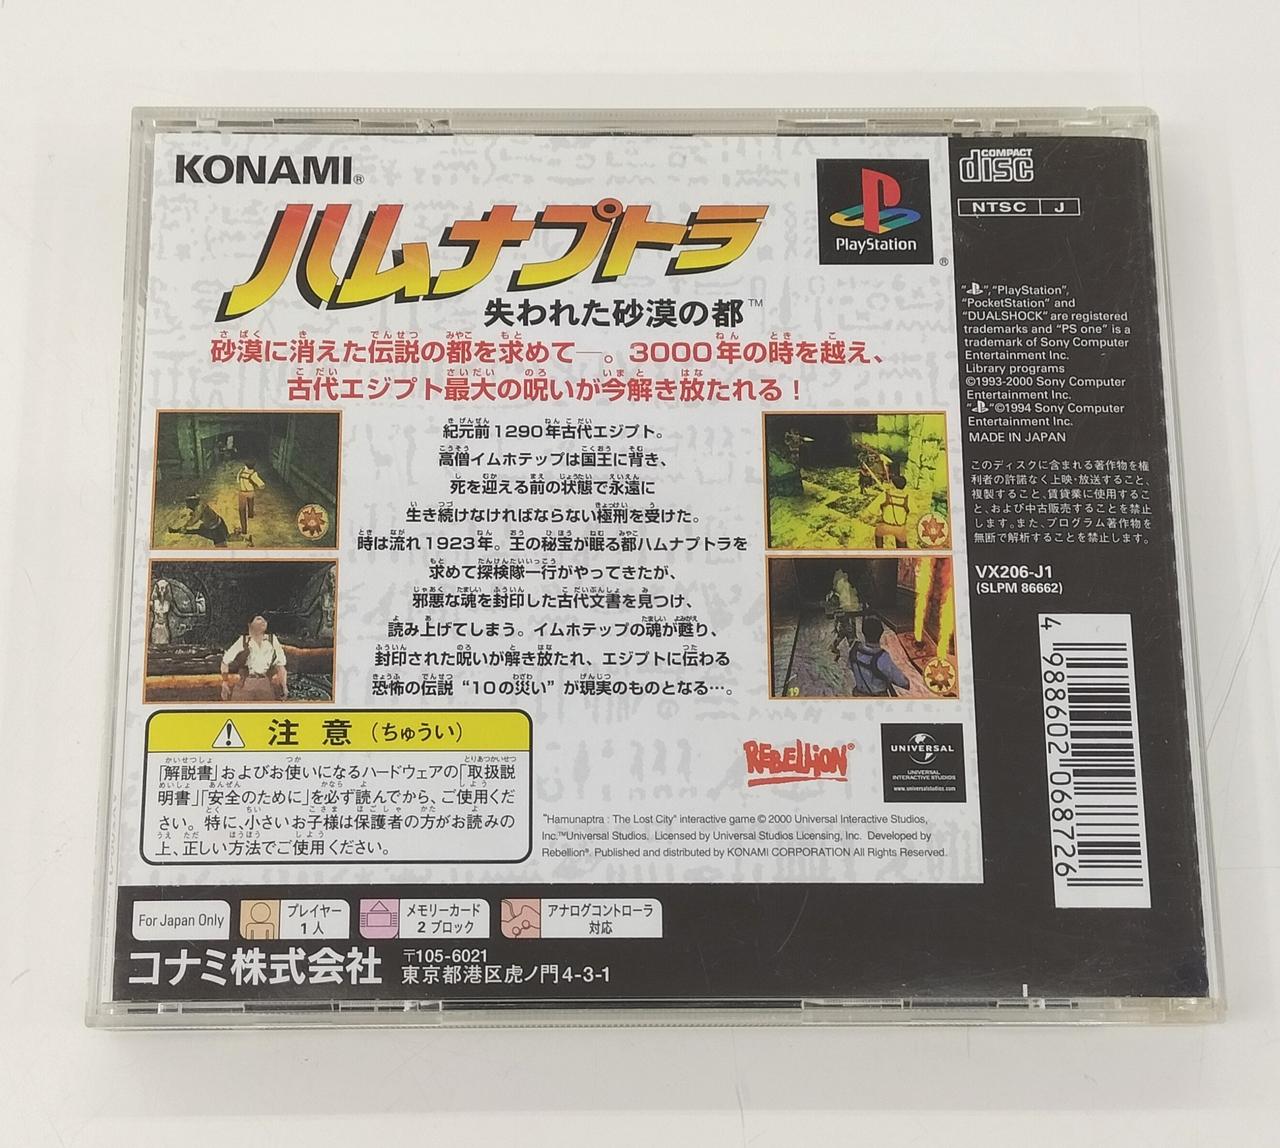 KONAMI®
ハムナプトラ
失われた砂漠の都™
砂漠に消えた伝説の都を求めて―。3000年の時を越え、
古代エジプト最大の呪いが今解き放たれる!
紀元前1290年古代エジプト。
高僧イムホテップは国王に背き、
死を迎える前の状態で永遠に
生き続けなければならない極刑を受けた。
時は流れ1923年。王の秘宝が眠る都ハムナプトラを
求めて探検隊一行がやってきたが、
邪悪な魂を封印した古代文書を見つけ、
読み上げてしまう。イムホテップの魂が甦り、
封印された呪いが解き放たれ、エジプトに伝わる
恐怖の伝説“10の災い”が現実のものとなる…。
19
注意(ちゅうい)
「解説書」およびお使いになるハードウェアの「取扱説
明書」「安全のために」を必ず読んでから、ご使用くだ
さい。特に、小さいお子様は保護者の方がお読みの
上、正しい方法でご使用ください。
REBELLION®
UNIVERSAL
UNIVERSAL
INTERACTIVE STUDIOS
www.universalstudios.com
"Hamunaptra : The Lost City" interactive game © 2000 Universal Interactive Studios,
Inc.™Universal Studios. Licensed by Universal Studios Licensing, Inc. Developed by
Rebellion®. Published and distributed by KONAMI CORPORATION All Rights Reserved.
For Japan Only
プレイヤー
1人
メモリーカード
2ブロック
アナログコントローラ
対応
コナミ株式会社
〒105-6021
東京都港区虎ノ門4-3-1
PlayStation
®
COMPACT
disc
NTSC J
" ","PlayStation",
"PocketStation" and
"DUALSHOCK" are registered
trademarks and "PS one" is a
trademark of Sony Computer
Entertainment Inc.
Library programs
©1993-2000 Sony Computer
Entertainment Inc.
" "©1994 Sony Computer
Entertainment Inc.
MADE IN JAPAN
このディスクに含まれる著作物を権
利者の許諾なく上映・放送すること、
複製すること、賃貸業に使用するこ
と、および中古販売することを禁止
します。また、プログラム著作物を
無断で解析することを禁止します。
VX206-J1
(SLPM 86662)
4 988602 068726